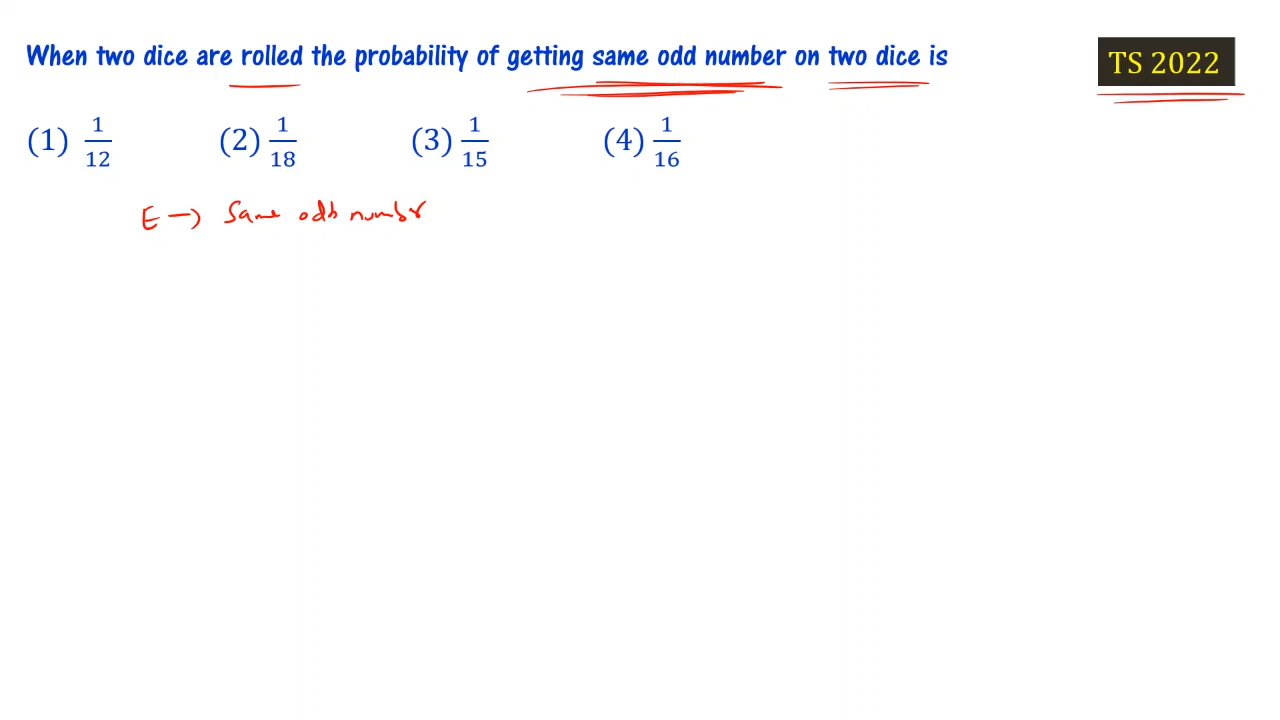 When two dice are rolled the probability of getting same odd number on two dice is
TS 2022
(1) 1/12 (2) 1/18 (3) 1/15 (4) 1/16
E → Same odd number